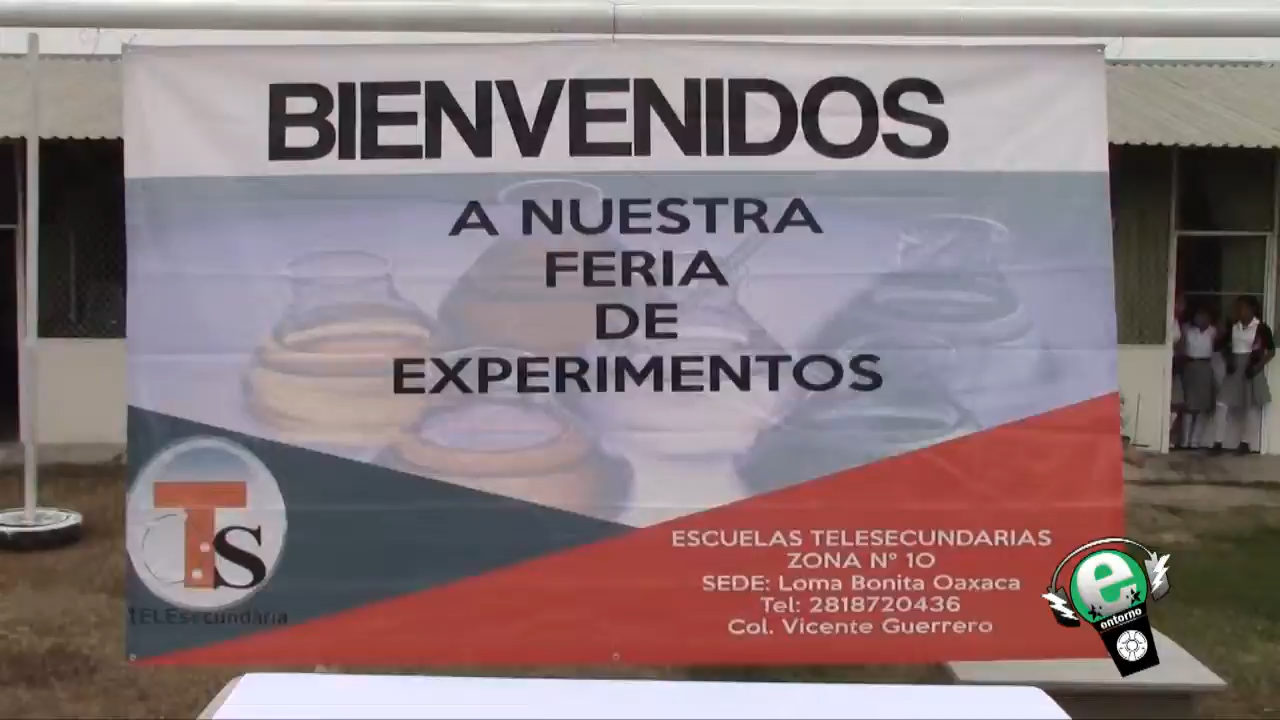 BIENVENIDOS
A NUESTRA
FERIA
DE
EXPERIMENTOS
TS
tELEsecundaria
ESCUELAS TELESECUNDARIAS
ZONA Nº 10
SEDE: Loma Bonita Oaxaca
Tel: 2818720436
Col. Vicente Guerrero
e
entorno